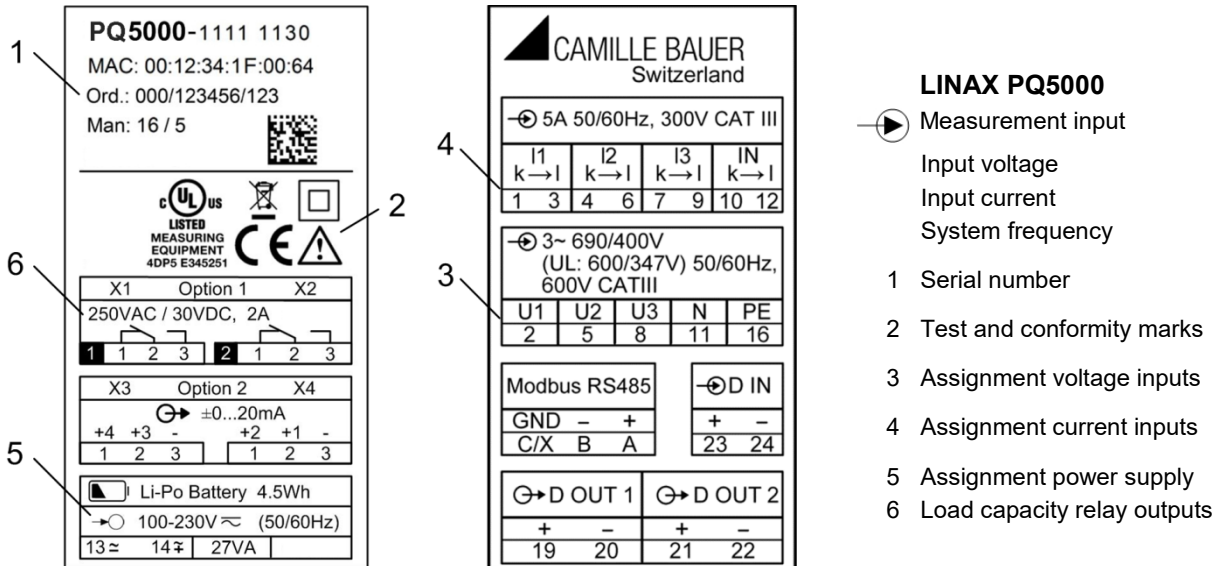 PQ5000-1111 1130
MAC: 00:12:34:1F:00:64
Ord.: 000/123456/123
Man: 16 / 5
1
C UL US
LISTED
MEASURING
EQUIPMENT
4DP5 E345251
CE
2
6
X1 Option 1 X2
250VAC / 30VDC, 2A
1 1 2 3 2 1 2 3
X3 Option 2 X4
±0...20mA
+4 +3 - +2 +1 -
1 2 3 1 2 3
5
Li-Po Battery 4.5Wh
100-230V (50/60Hz)
13 14 27VA
CAMILLE BAUER
Switzerland
5A 50/60Hz, 300V CAT III
4
I1 I2 I3 IN
k→l k→l k→l k→l
1 3 4 6 7 9 10 12
3~ 690/400V
(UL: 600/347V) 50/60Hz,
600V CATIII
3
U1 U2 U3 N PE
2 5 8 11 16
Modbus RS485
GND – +
C/X B A
D IN
+ –
23 24
D OUT 1 D OUT 2
+ – + –
19 20 21 22
LINAX PQ5000
Measurement input
Input voltage
Input current
System frequency
1 Serial number
2 Test and conformity marks
3 Assignment voltage inputs
4 Assignment current inputs
5 Assignment power supply
6 Load capacity relay outputs